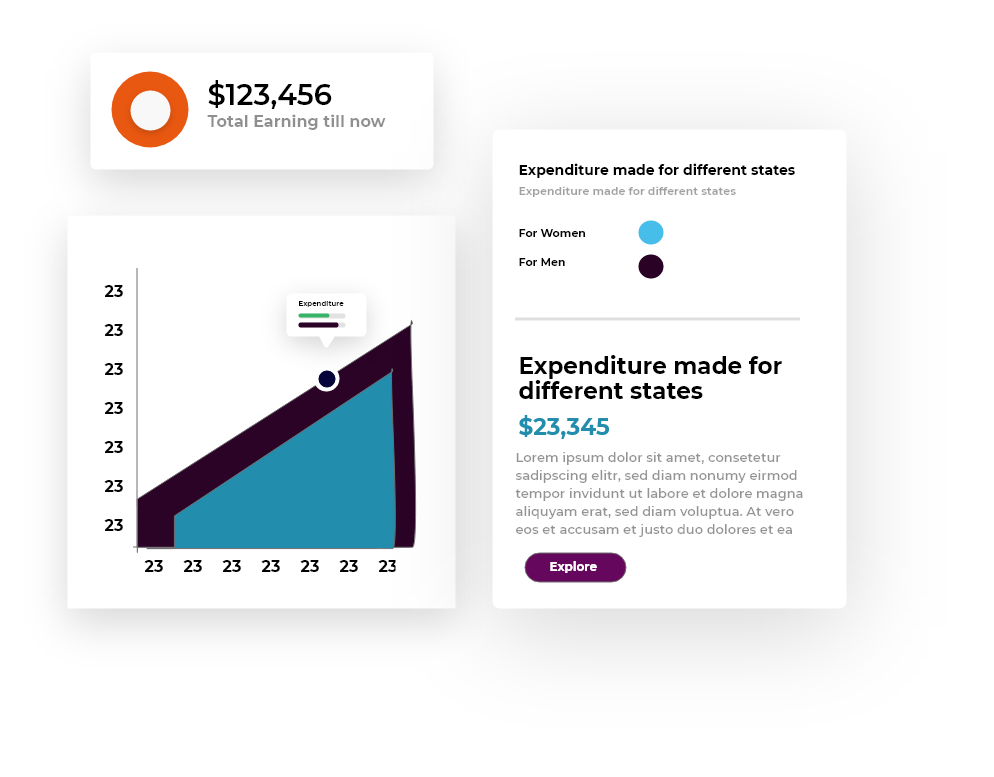 $123,456
Total Earning till now
Expenditure made for different states
Expenditure made for different states
For Women
For Men
23
23
23
23
23
23
23
Expenditure
23 23 23 23 23 23 23
Expenditure made for
different states
$23,345
Lorem ipsum dolor sit amet, consetetur
sadipscing elitr, sed diam nonumy eirmod
tempor invidunt ut labore et dolore magna
aliquyam erat, sed diam voluptua. At vero
eos et accusam et justo duo dolores et ea
Explore